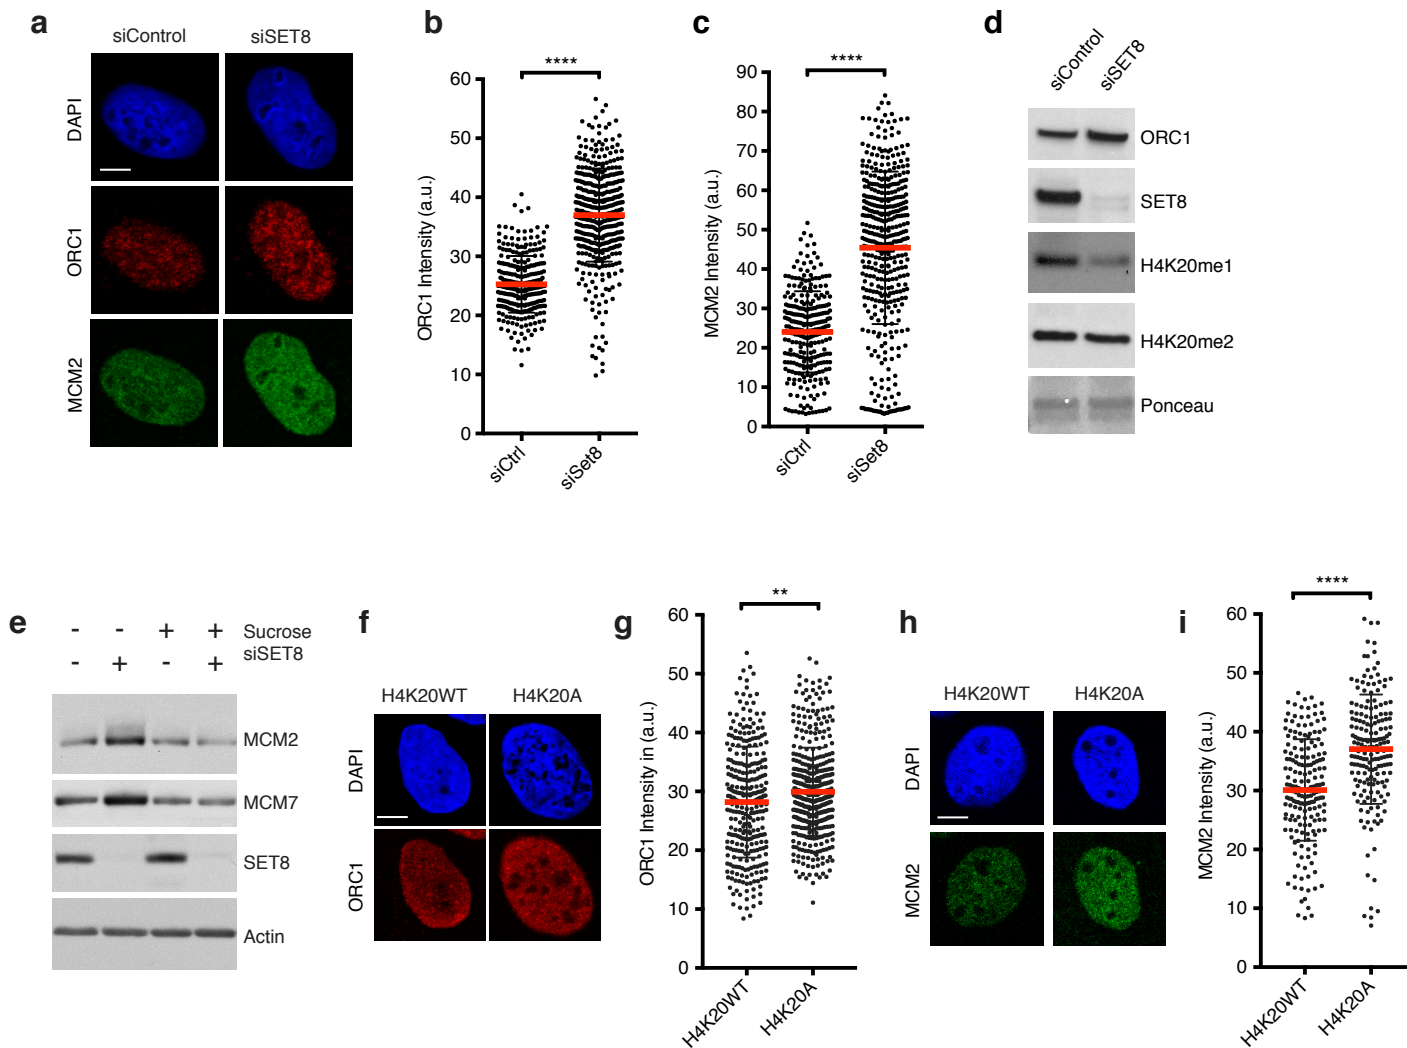 a
siControl siSET8
DAPI
ORC1
MCM2
b
****
ORC1 Intensity (a.u.)
60
50
40
30
20
10
0
siCtrl siSet8
c
****
MCM2 Intensity (a.u.)
90
80
70
60
50
40
30
20
10
0
siCtrl siSet8
d
siControl siSET8
ORC1
SET8
H4K20me1
H4K20me2
Ponceau
e
- - + + Sucrose
- + - + siSET8
MCM2
MCM7
SET8
Actin
f
H4K20WT H4K20A
DAPI
ORC1
g
**
ORC1 Intensity in (a.u.)
60
50
40
30
20
10
0
H4K20WT H4K20A
h
H4K20WT H4K20A
DAPI
MCM2
i
****
MCM2 Intensity (a.u.)
60
50
40
30
20
10
0
H4K20WT H4K20A